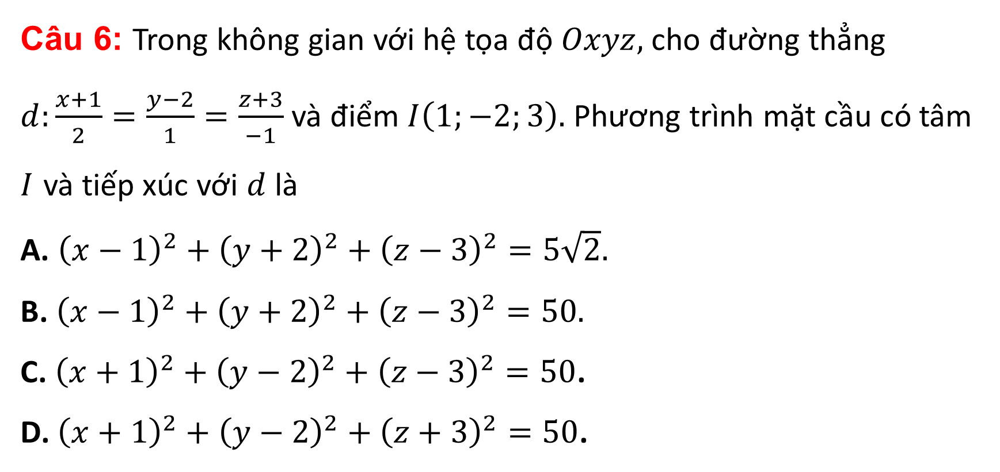 Câu 6: Trong không gian với hệ tọa độ Oxyz, cho đường thẳng
d: \frac{x+1}{2} = \frac{y−2}{1} = \frac{z+3}{−1} và điểm I(1; −2; 3). Phương trình mặt cầu có tâm
I và tiếp xúc với d là
A. (x − 1)² + (y + 2)² + (z − 3)² = 5√2.
B. (x − 1)² + (y + 2)² + (z − 3)² = 50.
C. (x + 1)² + (y − 2)² + (z − 3)² = 50.
D. (x + 1)² + (y − 2)² + (z + 3)² = 50.